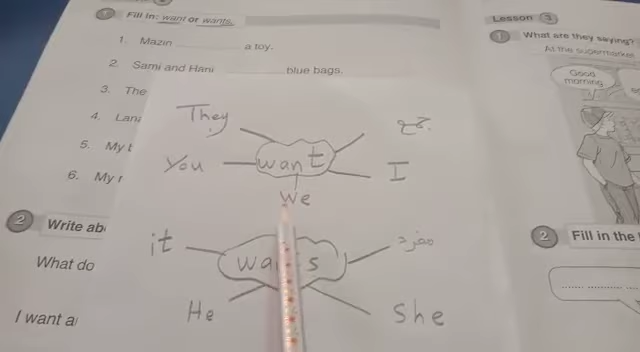 1 Fill in: want or wants.
1. Mazin ........ a toy.
2. Sami and Hani ........ blue bags.
3. The
4. Lana
5. My
6. My
They
جمع
You
want
I
We
it
wants
مفرد
He
She
2 Write
What do
I want a
Lesson 3
1 What are they saying?
At the supermarket
Good morning.
2 Fill in the